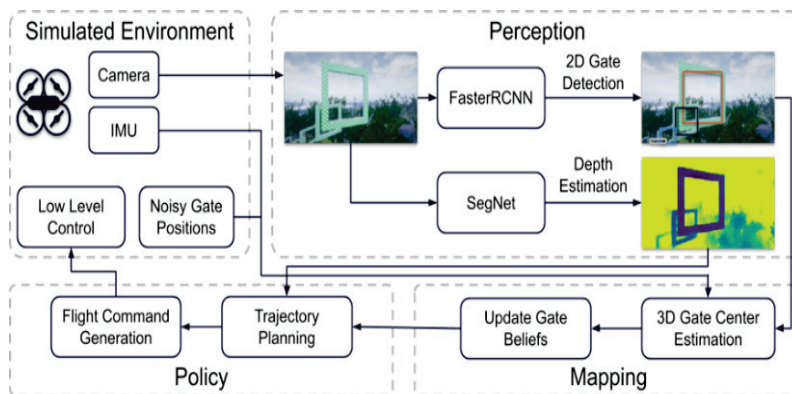 Simulated Environment
Perception
Camera
IMU
Low Level
Control
Noisy Gate
Positions
FasterRCNN
2D Gate
Detection
SegNet
Depth
Estimation
Flight Command
Generation
Trajectory
Planning
Update Gate
Beliefs
3D Gate Center
Estimation
Policy
Mapping